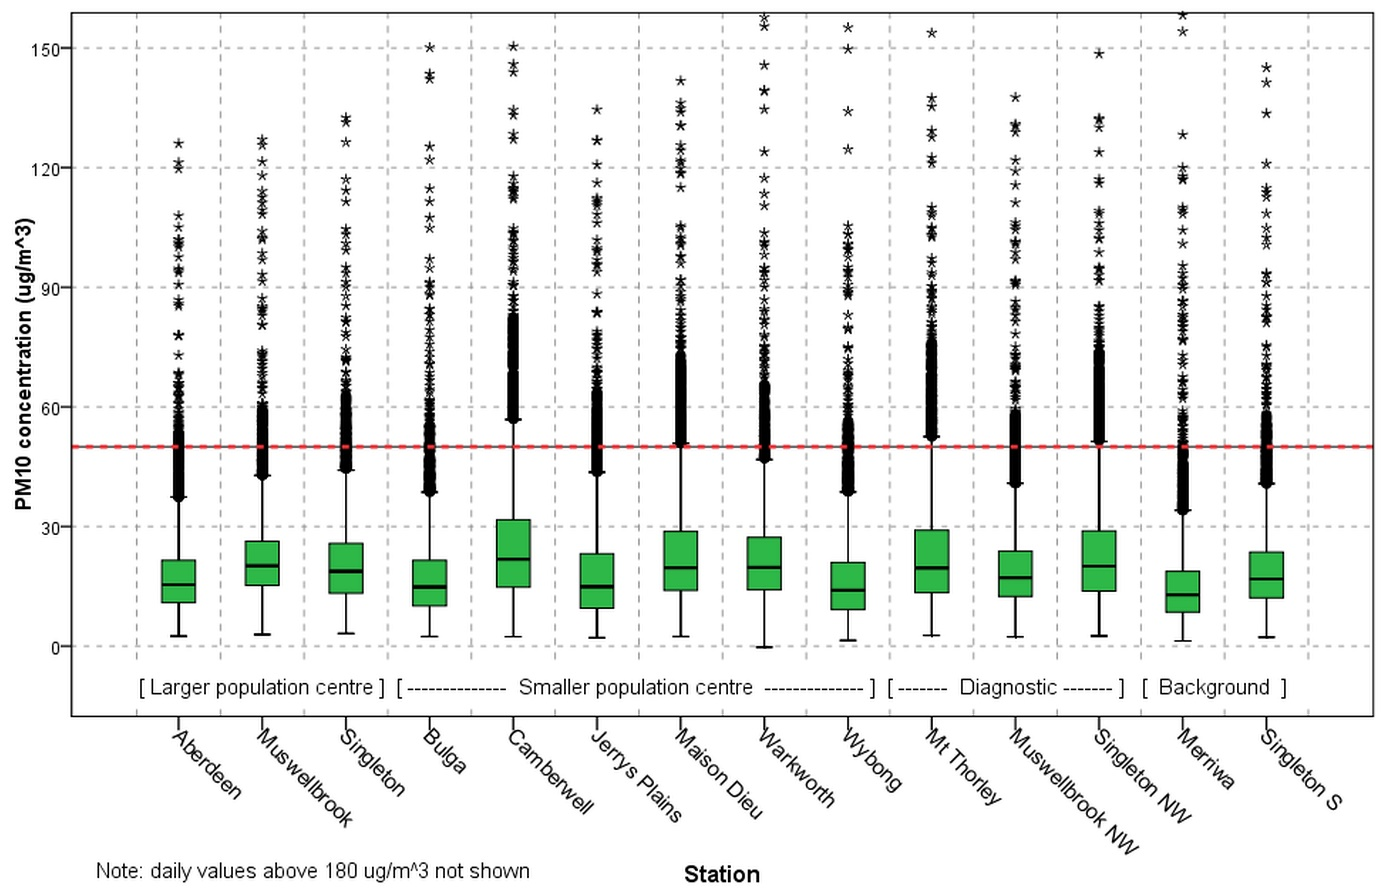 PM10 concentration (ug/m^3)
150
120
90
60
30
0
[ Larger population centre ] [ ------------- Smaller population centre ------------- ] [ ------ Diagnostic ------ ] [ Background ]
Aberdeen
Muswellbrook
Singleton
Bulga
Camberwell
Jerrys Plains
Maison Dieu
Warkworth
Wybong
Mt Thorley
Muswellbrook NW
Singleton NW
Merriwa
Singleton S
Note: daily values above 180 ug/m^3 not shown
Station